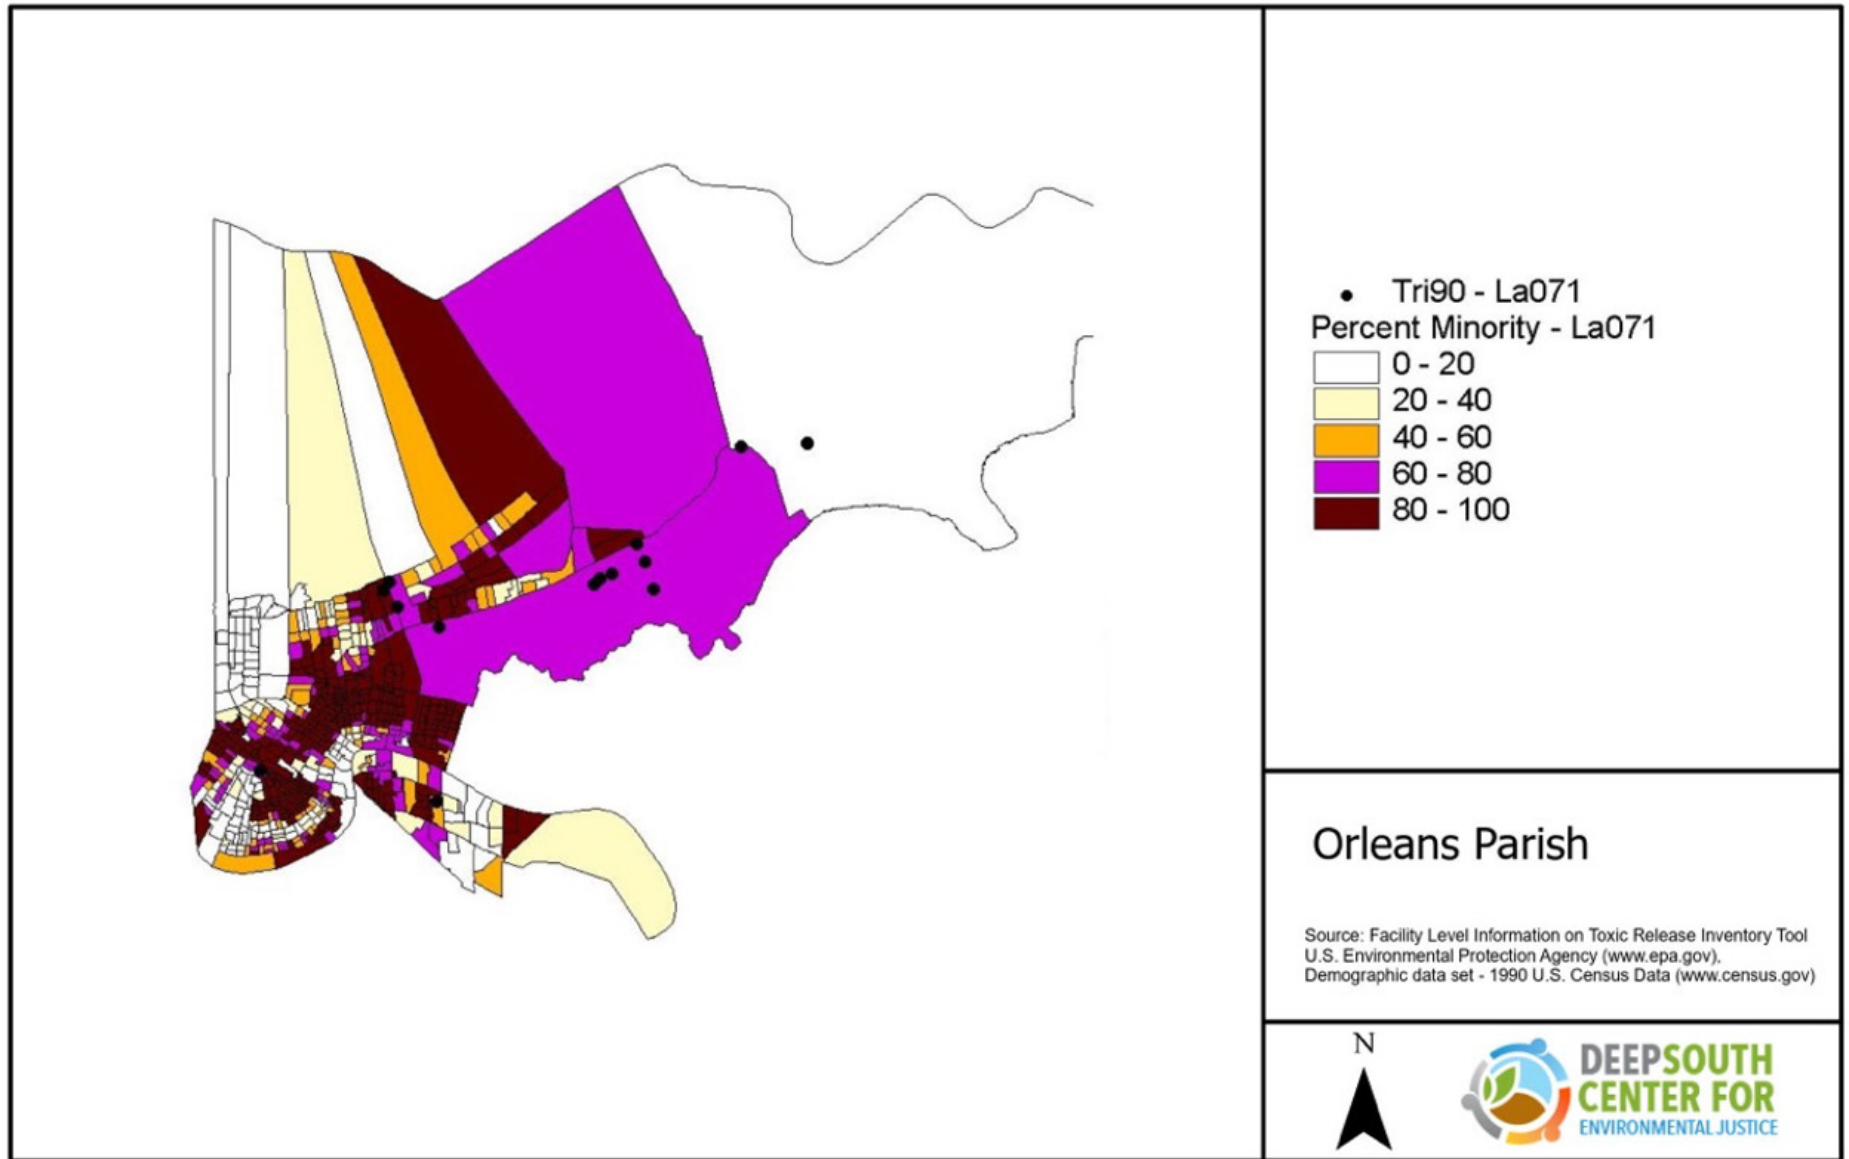 Tri90 - La071
Percent Minority - La071
0 - 20
20 - 40
40 - 60
60 - 80
80 - 100
Orleans Parish
Source: Facility Level Information on Toxic Release Inventory Tool
U.S. Environmental Protection Agency (www.epa.gov),
Demographic data set - 1990 U.S. Census Data (www.census.gov)
N
DEEPSOUTH
CENTER FOR
ENVIRONMENTAL JUSTICE